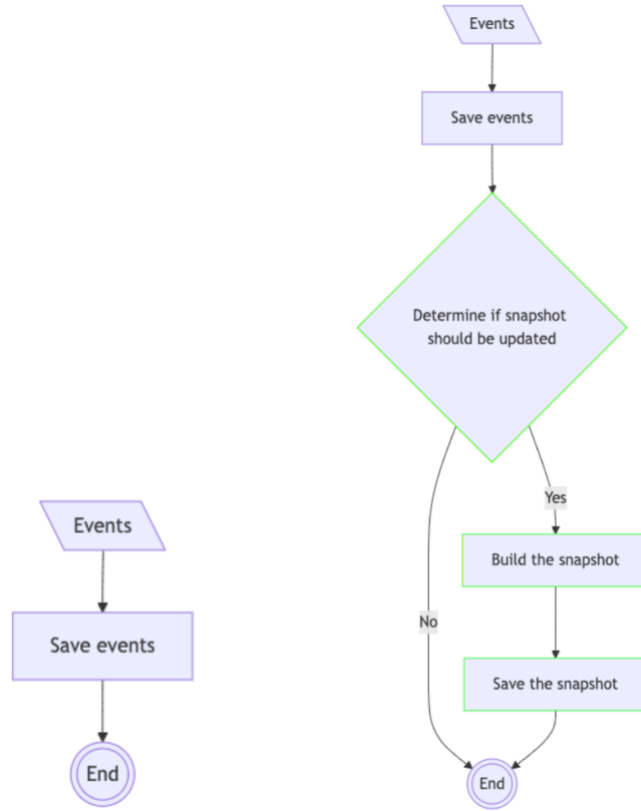 Events
Save events
End
Events
Save events
Determine if snapshot
should be updated
Yes
Build the snapshot
No
Save the snapshot
End